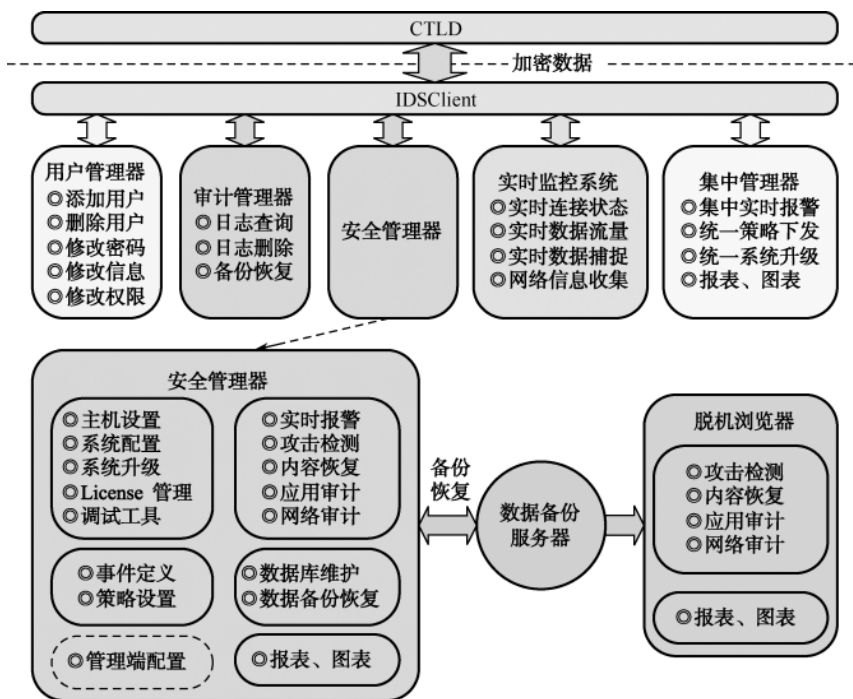 CTLD
加密数据
IDSClient
用户管理器
◎添加用户
◎删除用户
◎修改密码
◎修改信息
◎修改权限
审计管理器
◎日志查询
◎日志删除
◎备份恢复
安全管理器
实时监控系统
◎实时连接状态
◎实时数据流量
◎实时数据捕捉
◎网络信息收集
集中管理器
◎集中实时报警
◎统一策略下发
◎统一系统升级
◎报表、图表
安全管理器
◎主机设置
◎系统配置
◎系统升级
◎License 管理
◎调试工具
◎实时报警
◎攻击检测
◎内容恢复
◎应用审计
◎网络审计
◎事件定义
◎策略设置
◎数据库维护
◎数据备份恢复
◎管理端配置
◎报表、图表
备份
恢复
数据备份
服务器
脱机浏览器
◎攻击检测
◎内容恢复
◎应用审计
◎网络审计
◎报表、图表